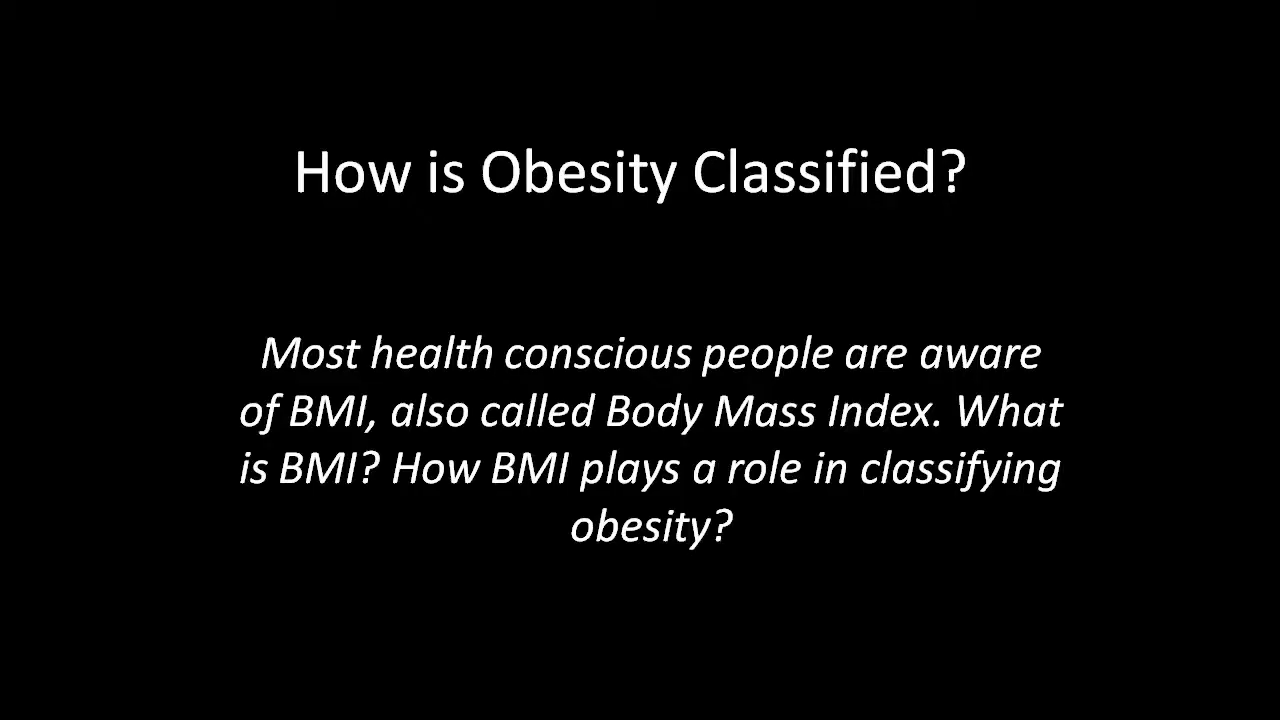 How is Obesity Classified?
Most health conscious people are aware
of BMI, also called Body Mass Index. What
is BMI? How BMI plays a role in classifying
obesity?